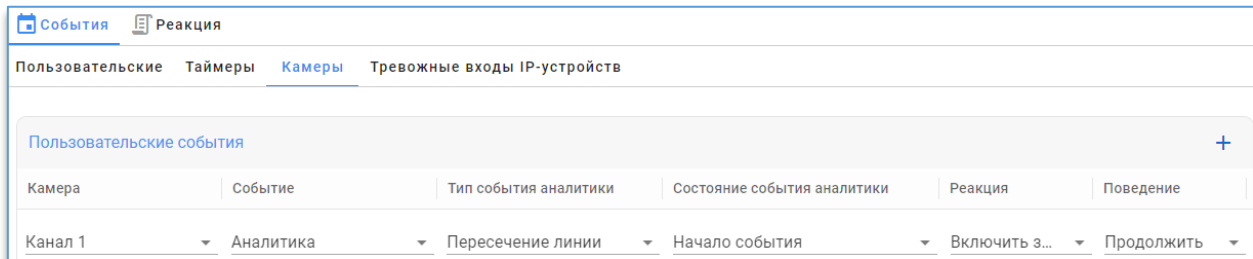 События Реакция
Пользовательские Таймеры Камеры Тревожные входы IP-устройств
Пользовательские события +
Камера Событие Тип события аналитики Состояние события аналитики Реакция Поведение
Канал 1 Аналитика Пересечение линии Начало события Включить з... Продолжить